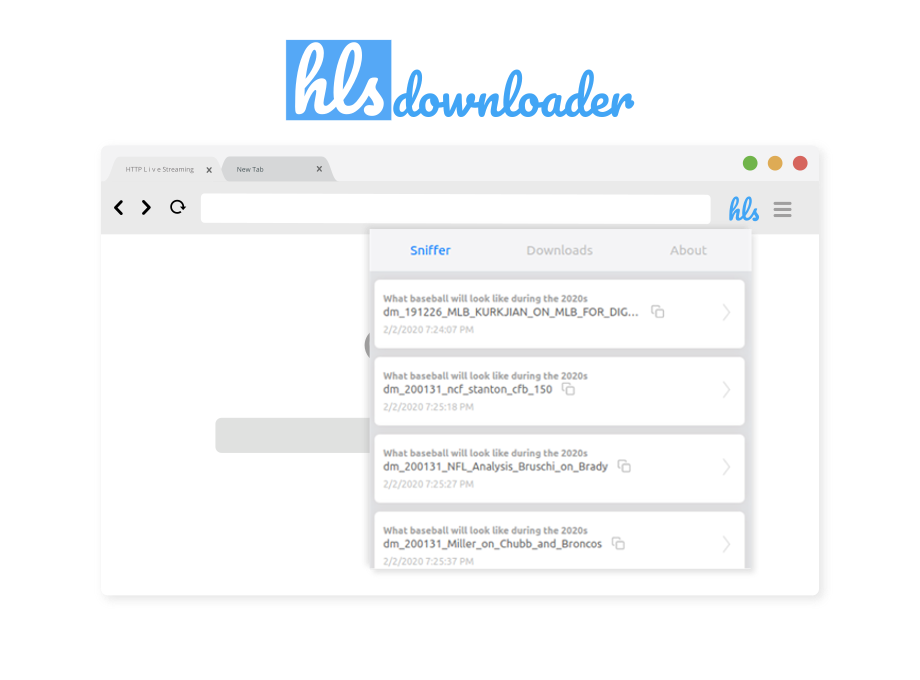 hls downloader
HTTP L i v e Streaming x New Tab x
hls
Sniffer Downloads About
What baseball will look like during the 2020s
dm_191226_MLB_KURKJIAN_ON_MLB_FOR_DIG...
2/2/2020 7:24:07 PM
What baseball will look like during the 2020s
dm_200131_ncf_stanton_cfb_150
2/2/2020 7:25:18 PM
What baseball will look like during the 2020s
dm_200131_NFL_Analysis_Bruschi_on_Brady
2/2/2020 7:25:27 PM
What baseball will look like during the 2020s
dm_200131_Miller_on_Chubb_and_Broncos
2/2/2020 7:25:37 PM